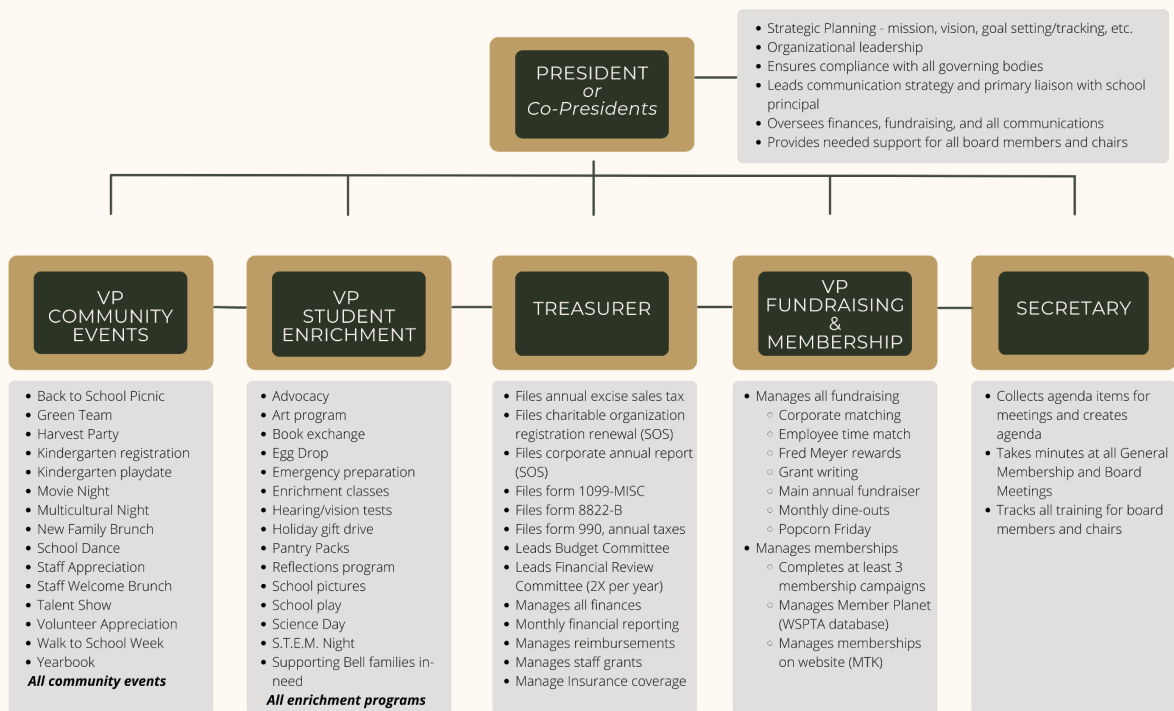 PRESIDENT
or
Co-Presidents
• Strategic Planning - mission, vision, goal setting/tracking, etc.
• Organizational leadership
• Ensures compliance with all governing bodies
• Leads communication strategy and primary liaison with school
principal
• Oversees finances, fundraising, and all communications
• Provides needed support for all board members and chairs
VP
COMMUNITY
EVENTS
• Back to School Picnic
• Green Team
• Harvest Party
• Kindergarten registration
• Kindergarten playdate
• Movie Night
• Multicultural Night
• New Family Brunch
• School Dance
• Staff Appreciation
• Staff Welcome Brunch
• Talent Show
• Volunteer Appreciation
• Walk to School Week
• Yearbook
All community events
VP
STUDENT
ENRICHMENT
• Advocacy
• Art program
• Book exchange
• Egg Drop
• Emergency preparation
• Enrichment classes
• Hearing/vision tests
• Holiday gift drive
• Pantry Packs
• Reflections program
• School pictures
• School play
• Science Day
• S.T.E.M. Night
• Supporting Bell families in-
need
All enrichment programs
TREASURER
• Files annual excise sales tax
• Files charitable organization
registration renewal (SOS)
• Files corporate annual report
(SOS)
• Files form 1099-MISC
• Files form 8822-B
• Files form 990, annual taxes
• Leads Budget Committee
• Leads Financial Review
Committee (2X per year)
• Manages all finances
• Monthly financial reporting
• Manages reimbursements
• Manages staff grants
• Manage Insurance coverage
VP
FUNDRAISING
&
MEMBERSHIP
• Manages all fundraising
○ Corporate matching
○ Employee time match
○ Fred Meyer rewards
○ Grant writing
○ Main annual fundraiser
○ Monthly dine-outs
○ Popcorn Friday
• Manages memberships
○ Completes at least 3
membership campaigns
○ Manages Member Planet
(WSPTA database)
○ Manages memberships
on website (MTK)
SECRETARY
• Collects agenda items for
meetings and creates
agenda
• Takes minutes at all General
Membership and Board
Meetings
• Tracks all training for board
members and chairs